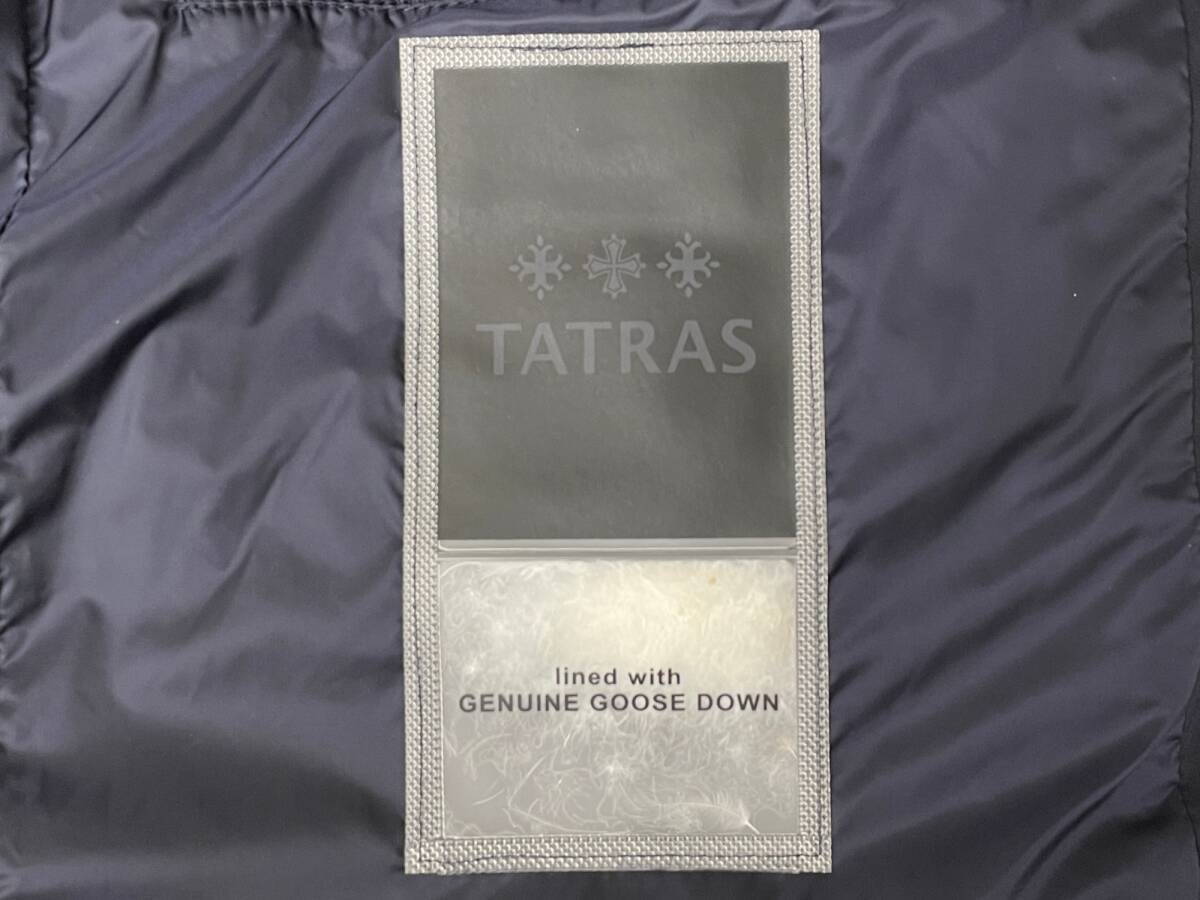 TATRAS
lined with
GENUINE GOOSE DOWN